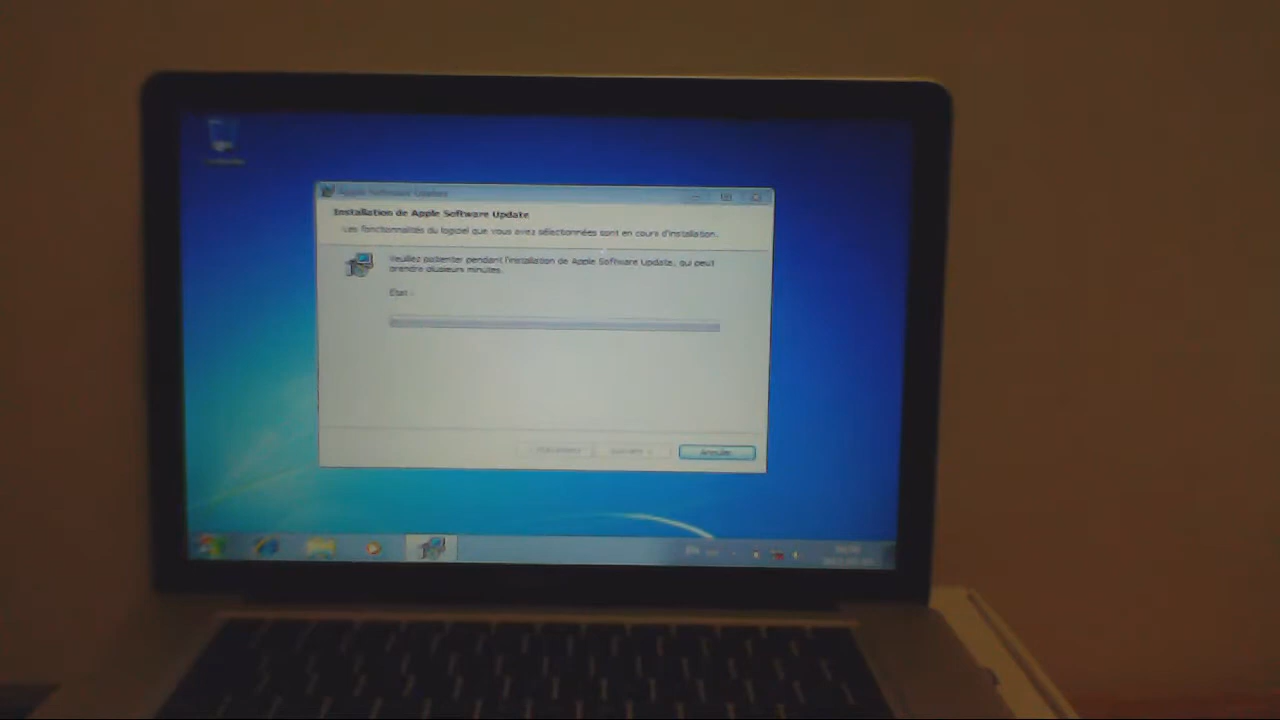 Apple Software Update
Installation de Apple Software Update
Les fonctionnalités du logiciel que vous avez sélectionnées sont en cours d'installation.
Veuillez patienter pendant l'installation de Apple Software Update, qui peut
prendre plusieurs minutes.
État :
Annuler